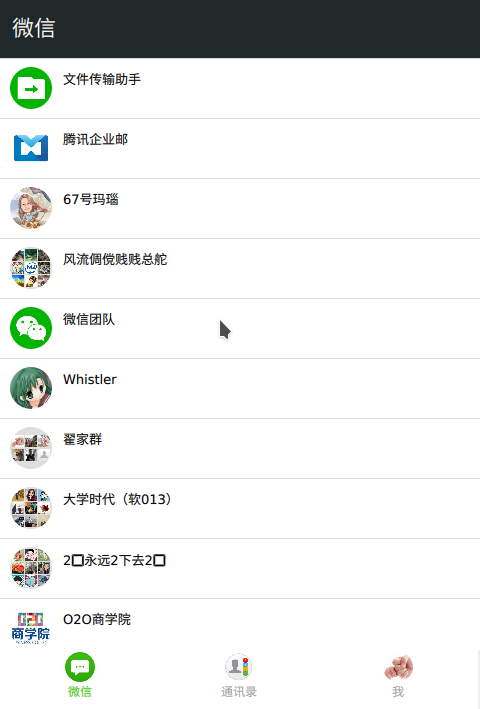 微信
文件传输助手
腾讯企业邮
67号玛瑙
风流倜傥贱贱总舵
微信团队
Whistler
翟家群
大学时代（软013）
2永远2下去2
O2O商学院
商学院
微信
通讯录
我